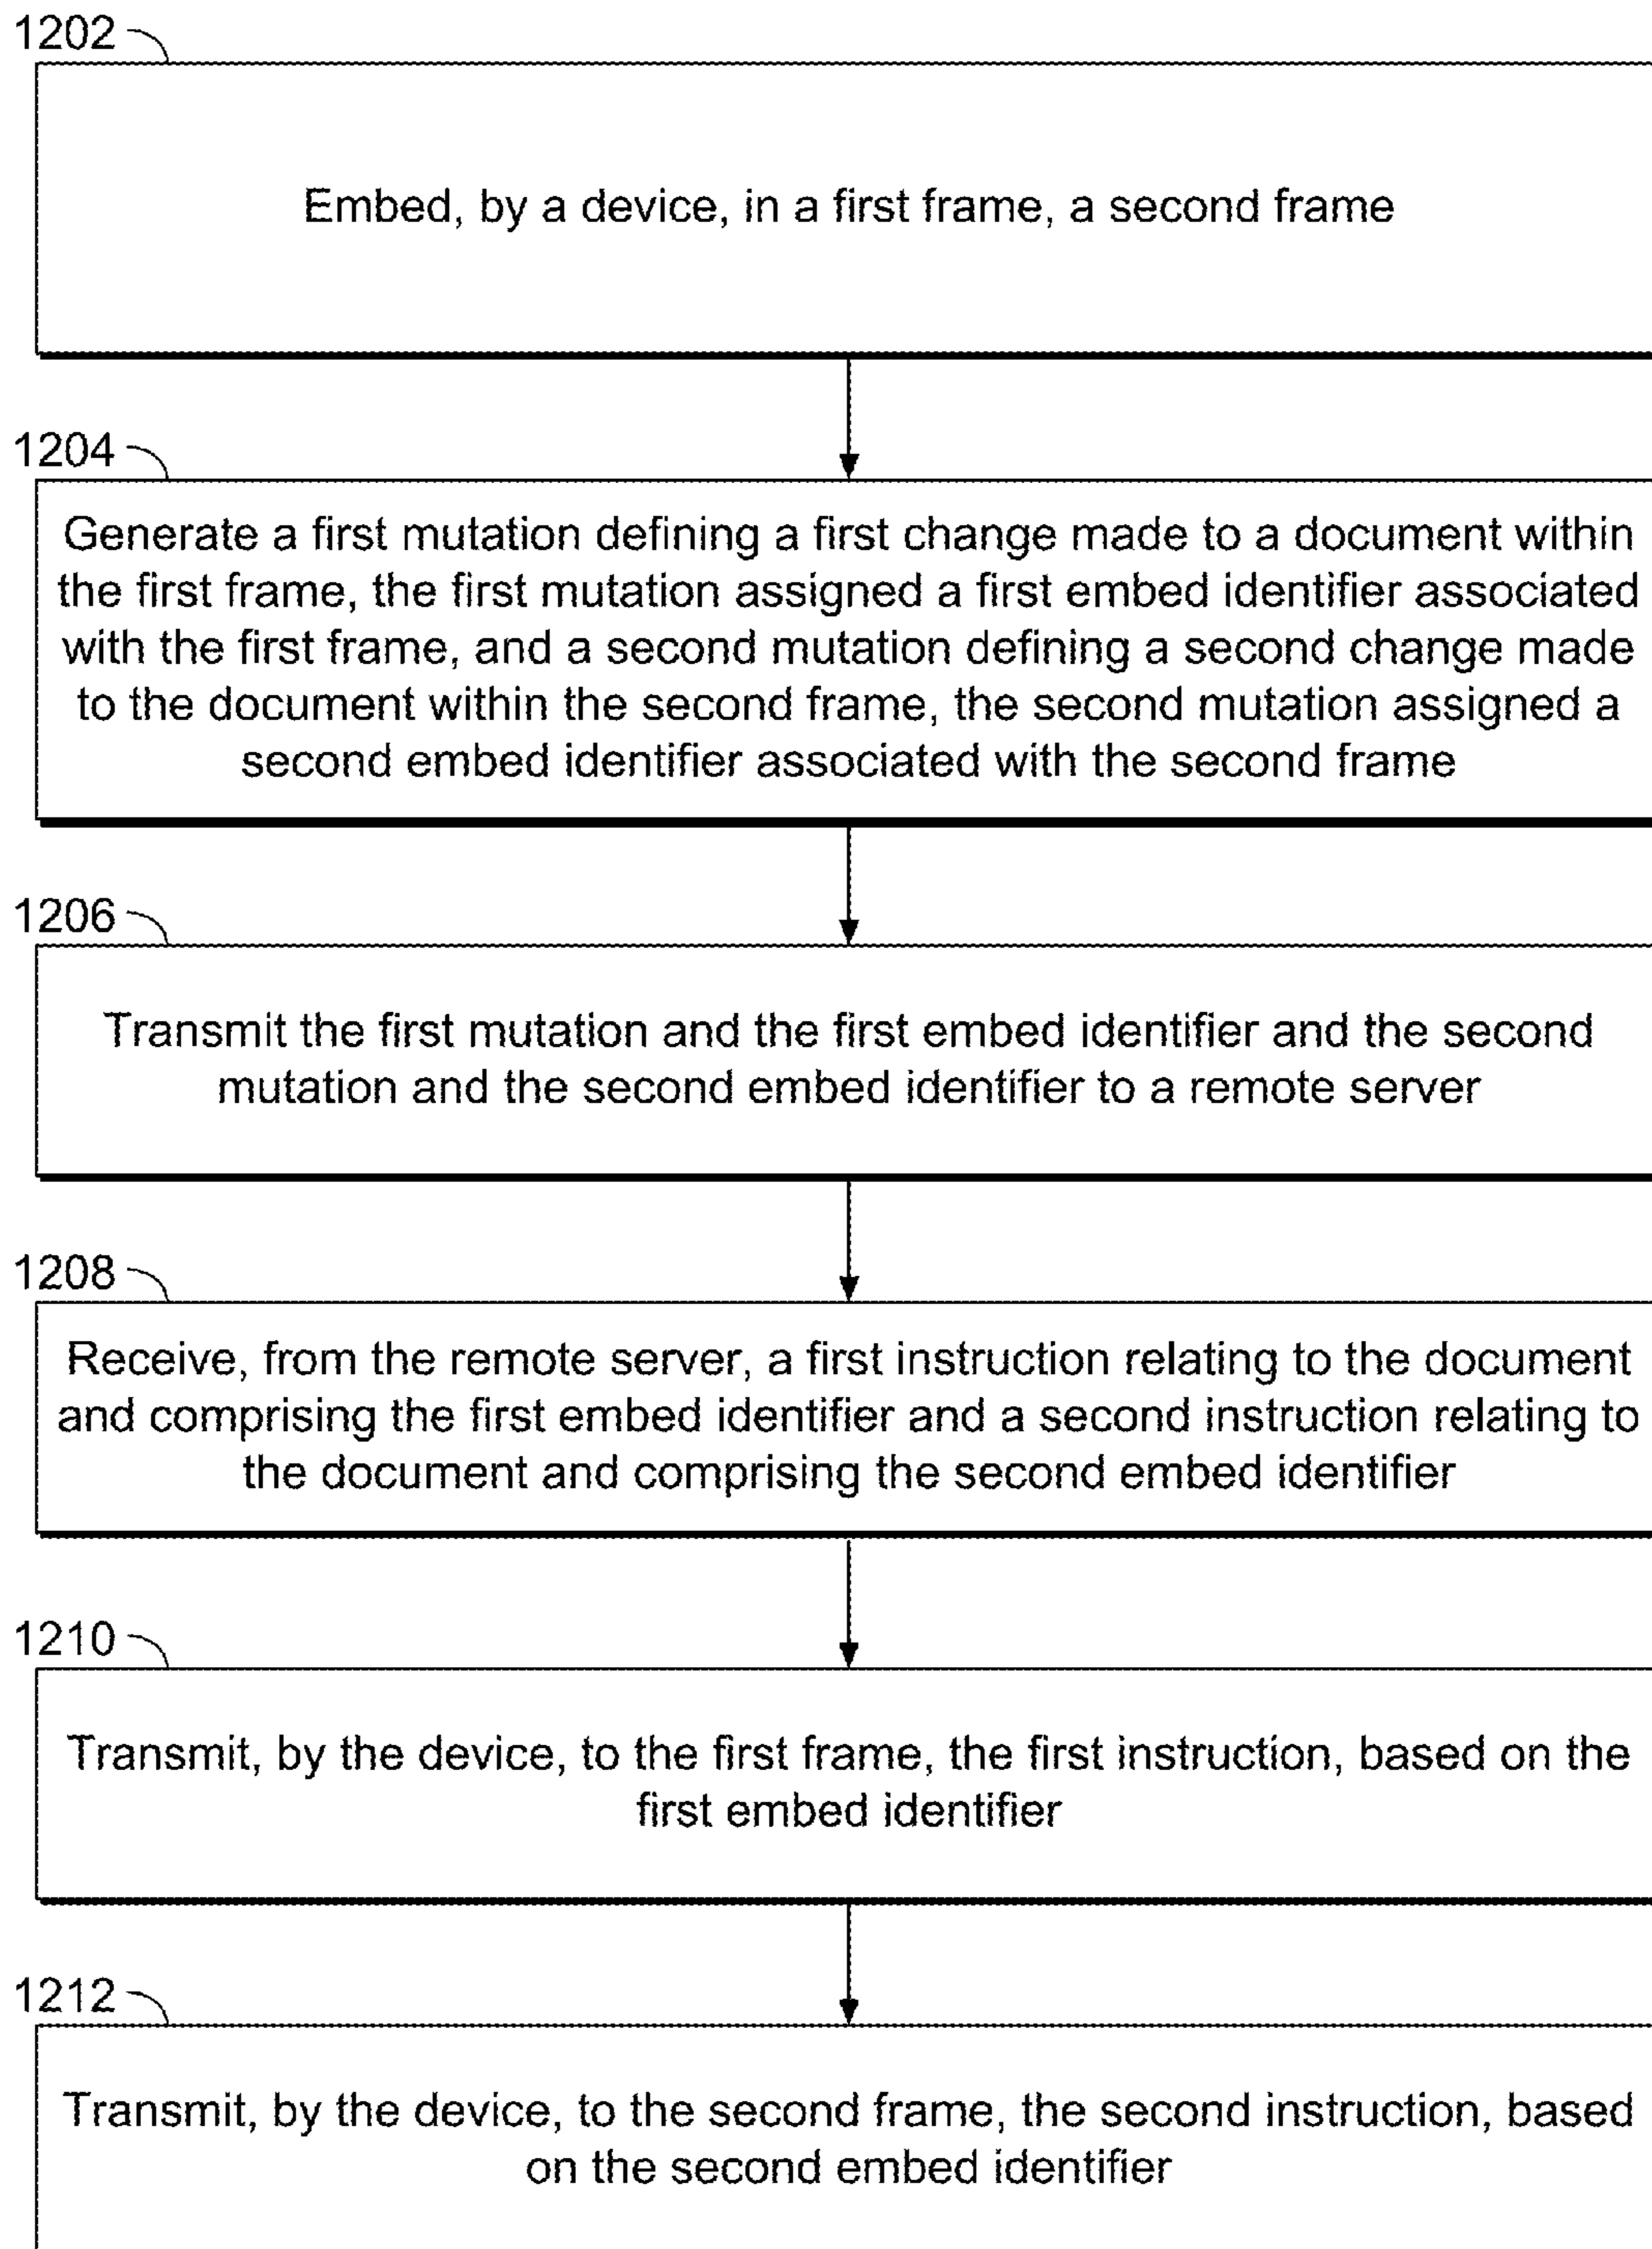 1202
Embed, by a device, in a first frame, a second frame
1204
Generate a first mutation defining a first change made to a document within
the first frame, the first mutation assigned a first embed identifier associated
with the first frame, and a second mutation defining a second change made
to the document within the second frame, the second mutation assigned a
second embed identifier associated with the second frame
1206
Transmit the first mutation and the first embed identifier and the second
mutation and the second embed identifier to a remote server
1208
Receive, from the remote server, a first instruction relating to the document
and comprising the first embed identifier and a second instruction relating to
the document and comprising the second embed identifier
1210
Transmit, by the device, to the first frame, the first instruction, based on the
first embed identifier
1212
Transmit, by the device, to the second frame, the second instruction, based
on the second embed identifier